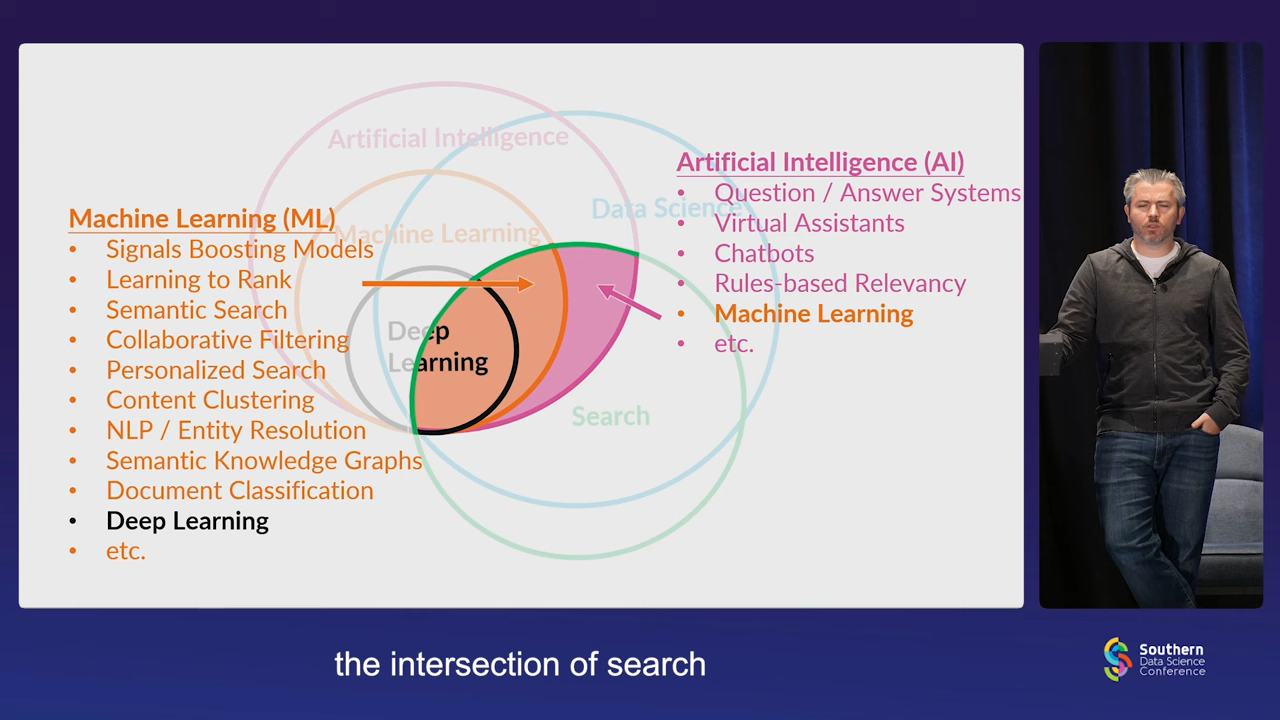 Artificial Intelligence
Data Science
Machine Learning
Deep
Learning
Search
Machine Learning (ML)
• Signals Boosting Models
• Learning to Rank
• Semantic Search
• Collaborative Filtering
• Personalized Search
• Content Clustering
• NLP / Entity Resolution
• Semantic Knowledge Graphs
• Document Classification
• Deep Learning
• etc.
Artificial Intelligence (AI)
• Question / Answer Systems
• Virtual Assistants
• Chatbots
• Rules-based Relevancy
• Machine Learning
• etc.
the intersection of search
Southern
Data Science
Conference